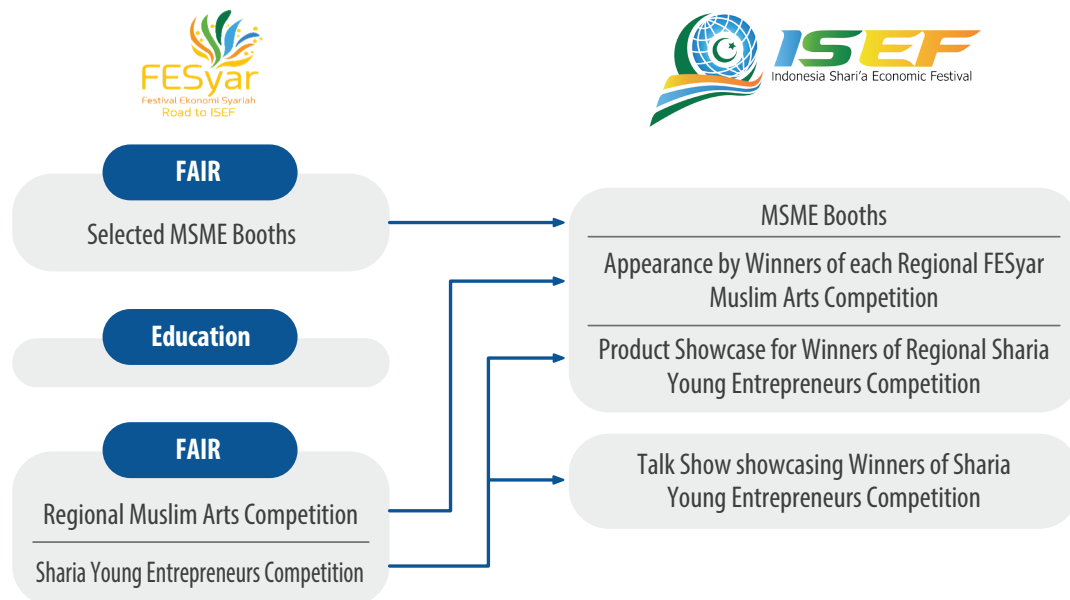 FESyar
Festival Ekonomi Syariah
Road to ISEF
ISEF
Indonesia Shari'a Economic Festival
FAIR
Selected MSME Booths
Education
FAIR
Regional Muslim Arts Competition
Sharia Young Entrepreneurs Competition
MSME Booths
Appearance by Winners of each Regional FESyar
Muslim Arts Competition
Product Showcase for Winners of Regional Sharia
Young Entrepreneurs Competition
Talk Show showcasing Winners of Sharia
Young Entrepreneurs Competition